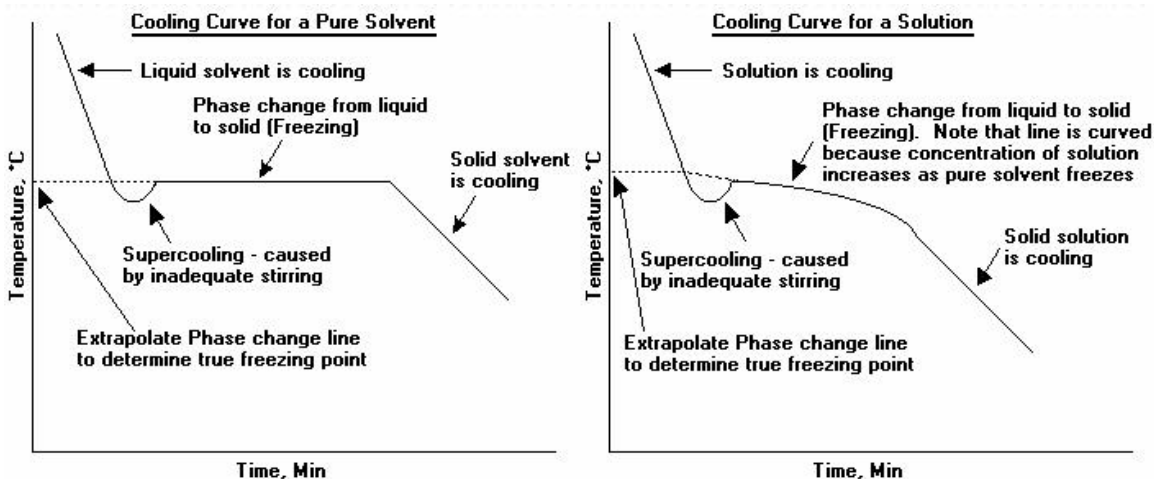 Cooling Curve for a Pure Solvent
Liquid solvent is cooling
Phase change from liquid
to solid (Freezing)
Solid solvent
is cooling
Temperature, °C
Supercooling - caused
by inadequate stirring
Extrapolate Phase change line
to determine true freezing point
Time, Min
Cooling Curve for a Solution
Solution is cooling
Phase change from liquid to solid
(Freezing). Note that line is curved
because concentration of solution
increases as pure solvent freezes
Temperature, °C
Supercooling - caused
by inadequate stirring
Solid solution
is cooling
Extrapolate Phase change line
to determine true freezing point
Time, Min